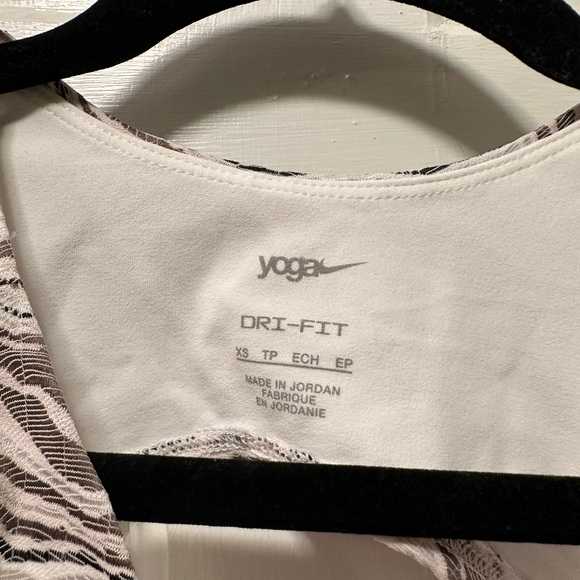 yoga
DRI-FIT
XS TP ECH EP
MADE IN JORDAN
FABRIQUE
EN JORDANIE